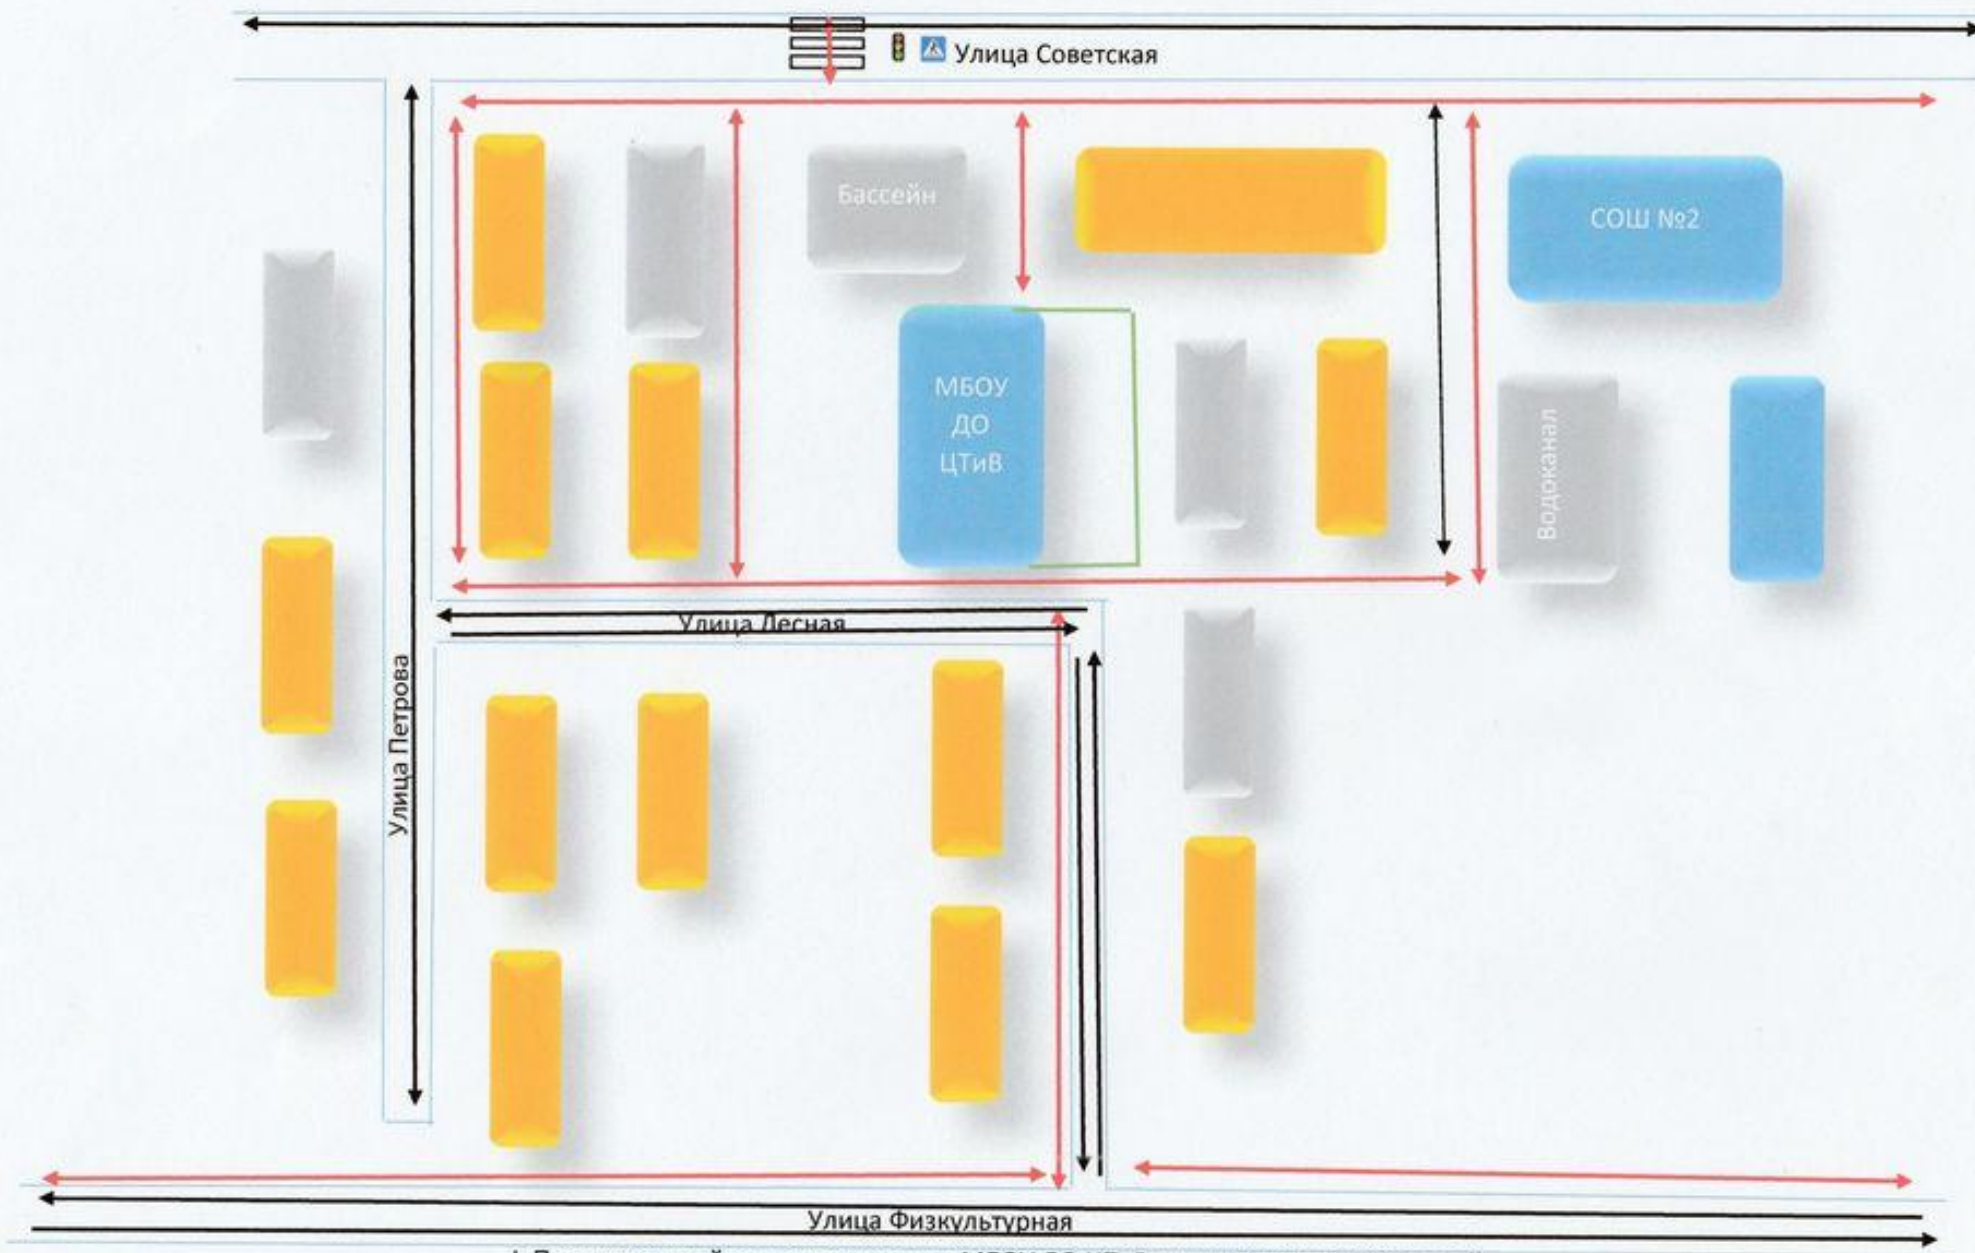 Улица Советская
Бассейн
СОШ №2
МБОУ
ДО
ЦТиВ
Водоканал
Улица Лесная
Улица Петрова
Улица Физкультурная